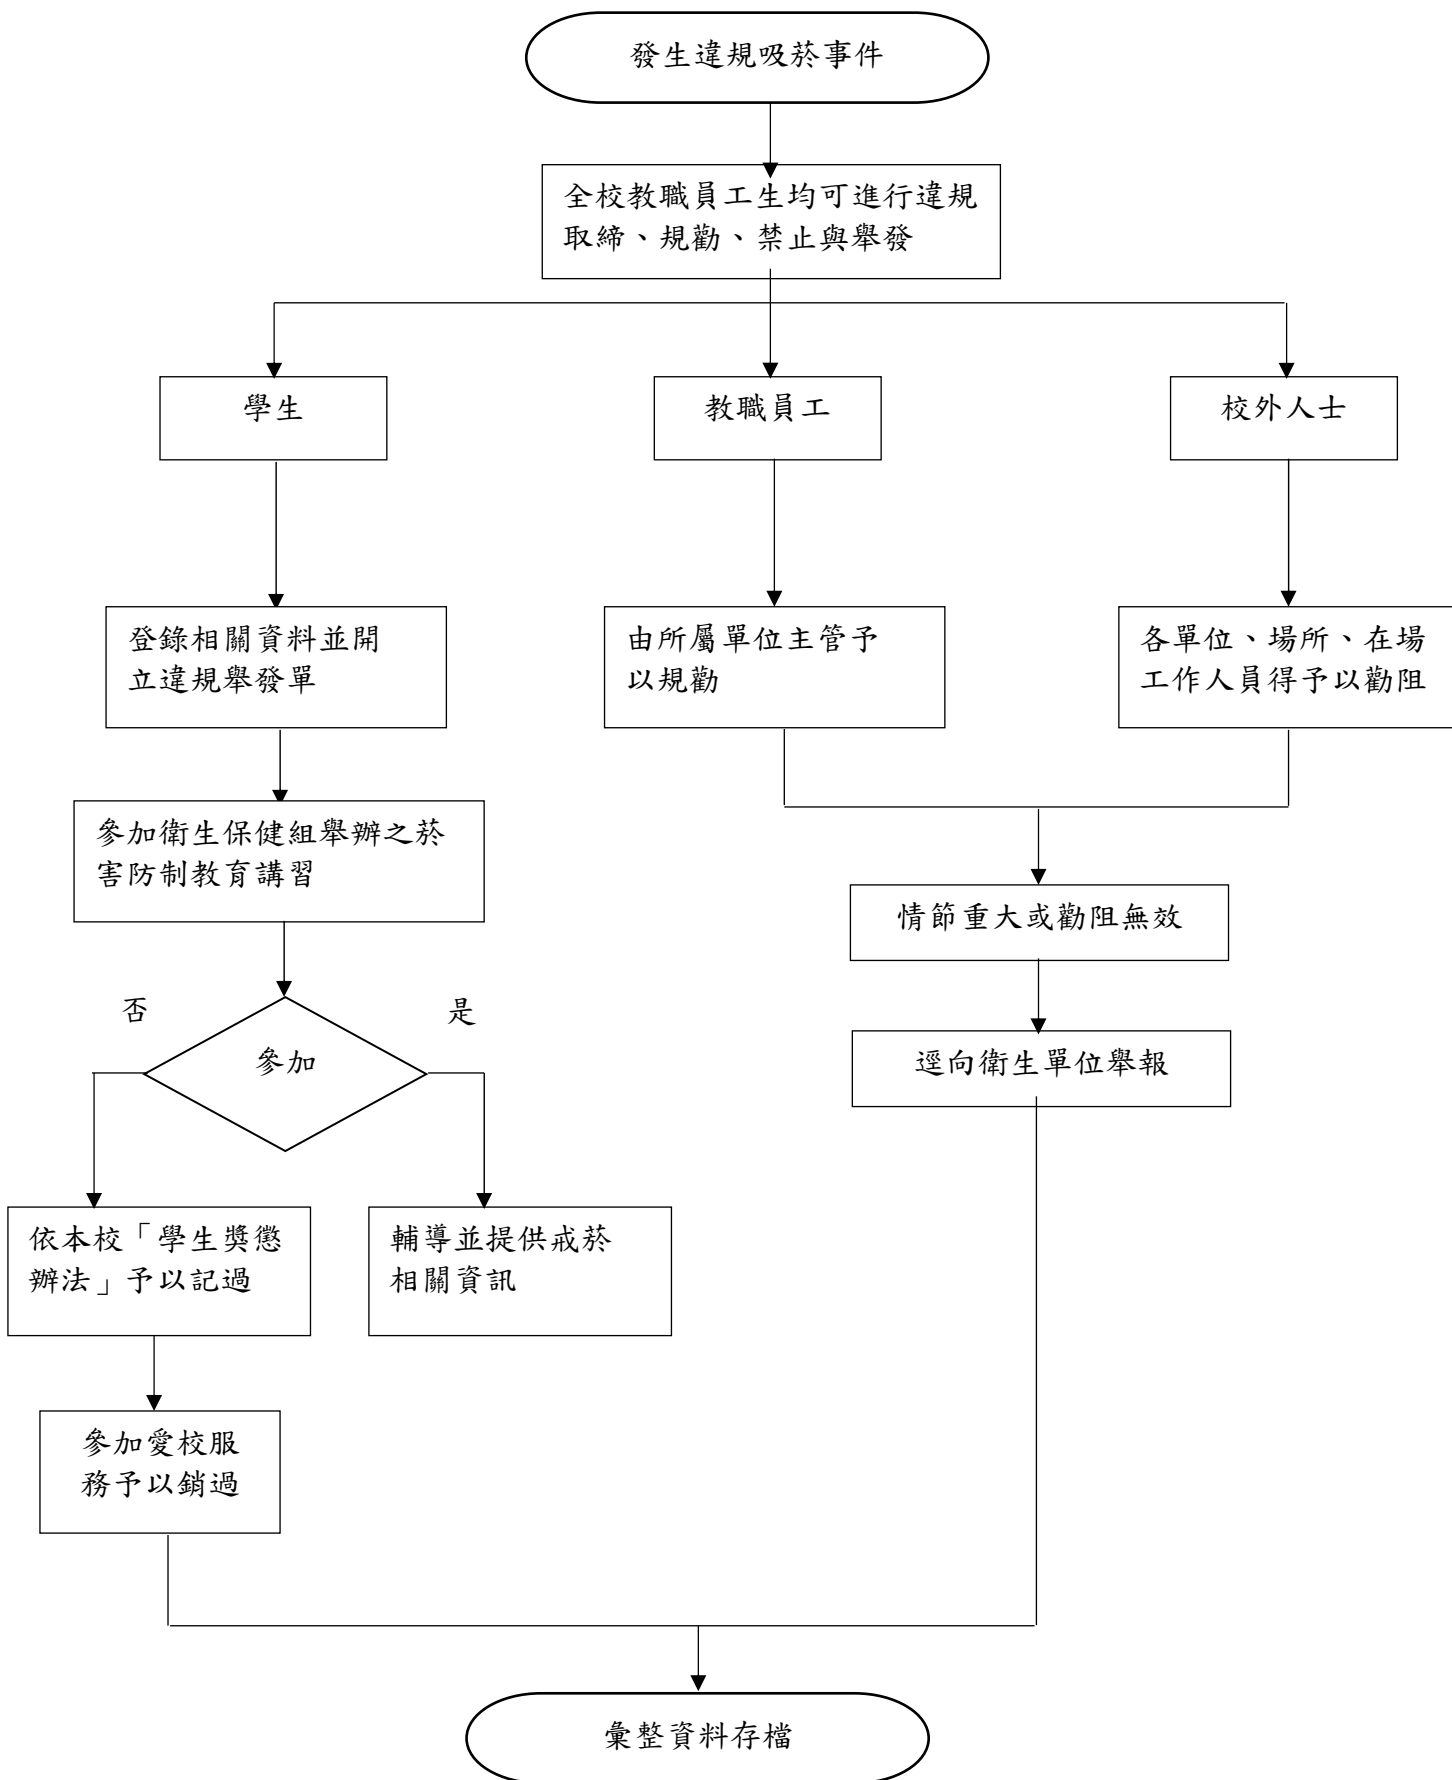 發生違規吸菸事件
全校教職員工生均可進行違規
取締、規勸、禁止與舉發
學生
教職員工
校外人士
登錄相關資料並開
立違規舉發單
由所屬單位主管予
以規勸
各單位、場所、在場
工作人員得予以勸阻
參加衛生保健組舉辦之菸
害防制教育講習
情節重大或勸阻無效
否
是
參加
逕向衛生單位舉報
依本校「學生獎懲
辦法」予以記過
輔導並提供戒菸
相關資訊
參加愛校服
務予以銷過
彙整資料存檔